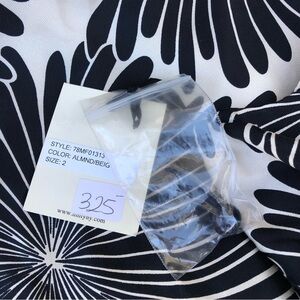 STYLE: 78MF01315
COLOR: ALMND/BEIG
SIZE: 2
325